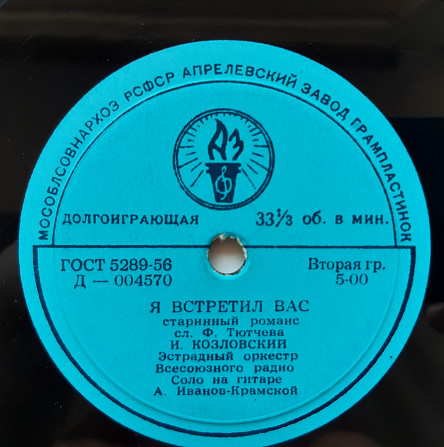 МОСОБЛСОВНАРХОЗ РСФСР АПРЕЛЕВСКИЙ ЗАВОД ГРАМПЛАСТИНОК
АЗ
ДОЛГОИГРАЮЩАЯ 33⅓ об. в мин.
ГОСТ 5289-56 Вторая гр.
Д — 004570 5-00
Я ВСТРЕТИЛ ВАС
старинный романс
сл. Ф. Тютчева
И. КОЗЛОВСКИЙ
Эстрадный оркестр
Всесоюзного радио
Соло на гитаре
А. Иванов-Крамской